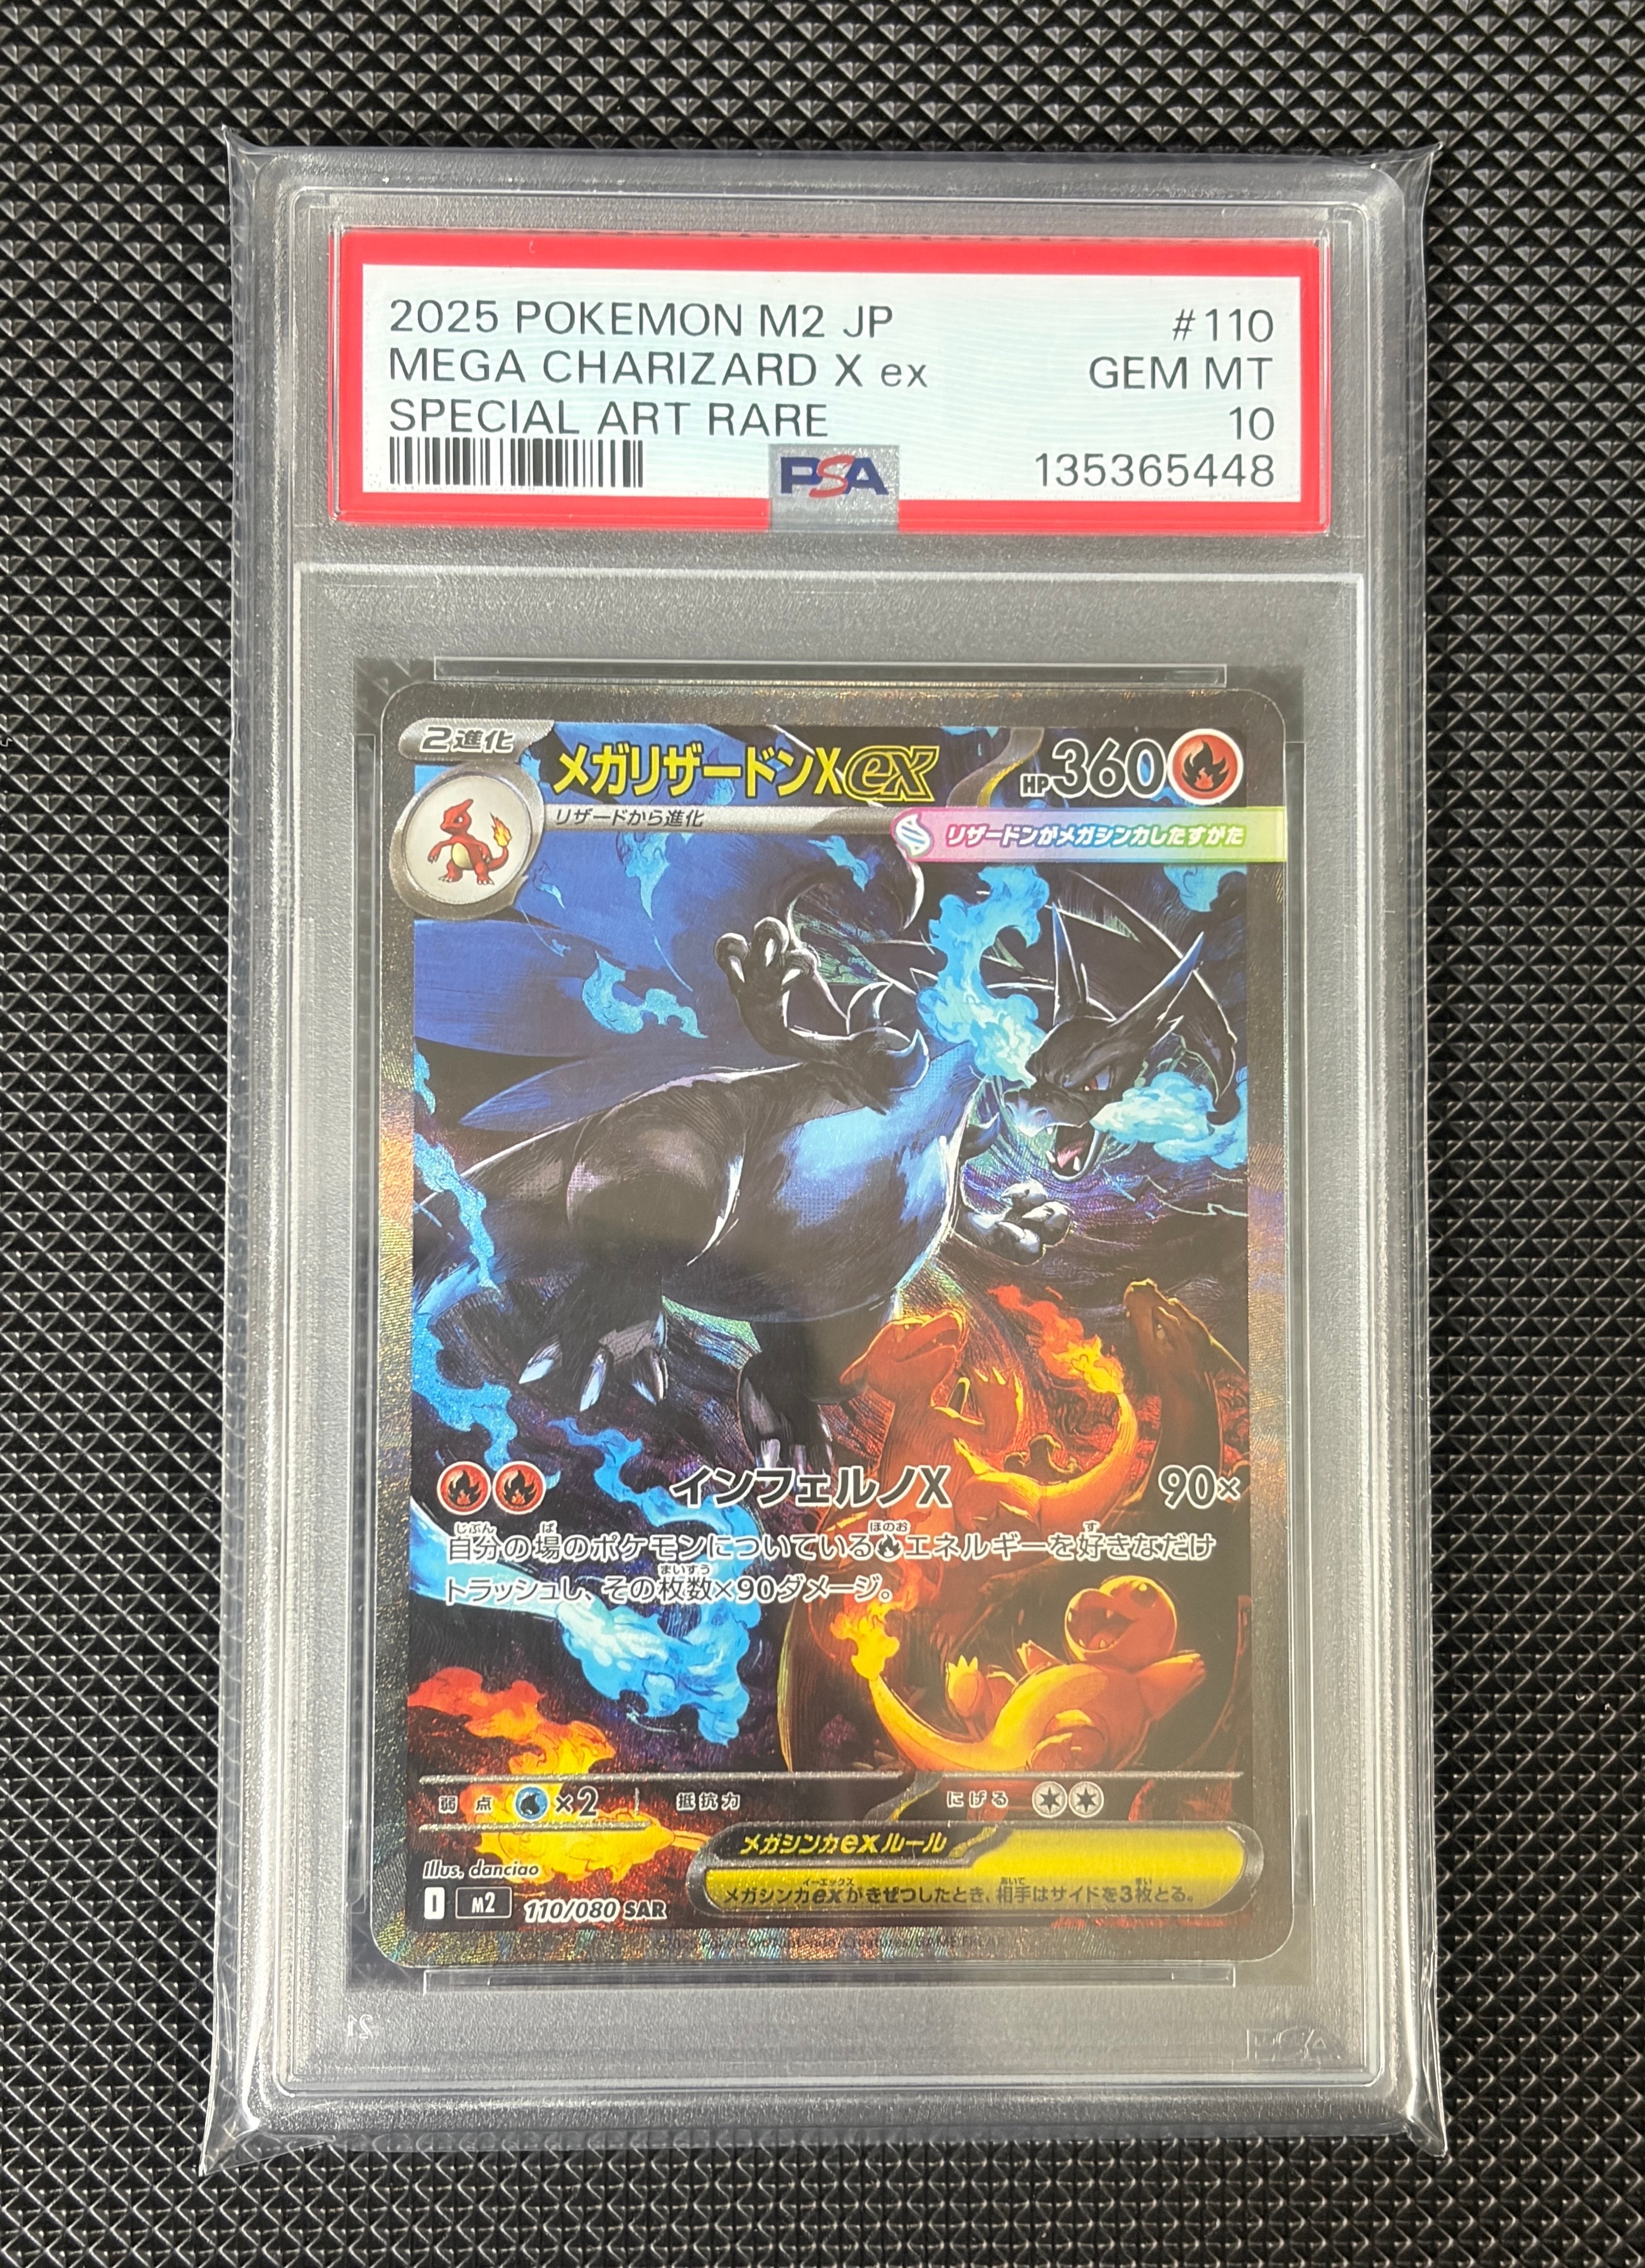 2025 POKEMON M2 JP #110
MEGA CHARIZARD X ex GEM MT
SPECIAL ART RARE 10
PSA 135365448
2進化
メガリザードンXex HP360
リザードから進化
リザードンがメガシンカしたすがた
インフェルノX 90×
自分の場のポケモンについているエネルギーを好きなだけ
トラッシュし、その枚数×90ダメージ。
弱点 ×2 抵抗力 にげる
メガシンカexルール
メガシンカexがきぜつしたとき、相手はサイドを3枚とる。
Illus. danciao
I M2 110/080 SAR